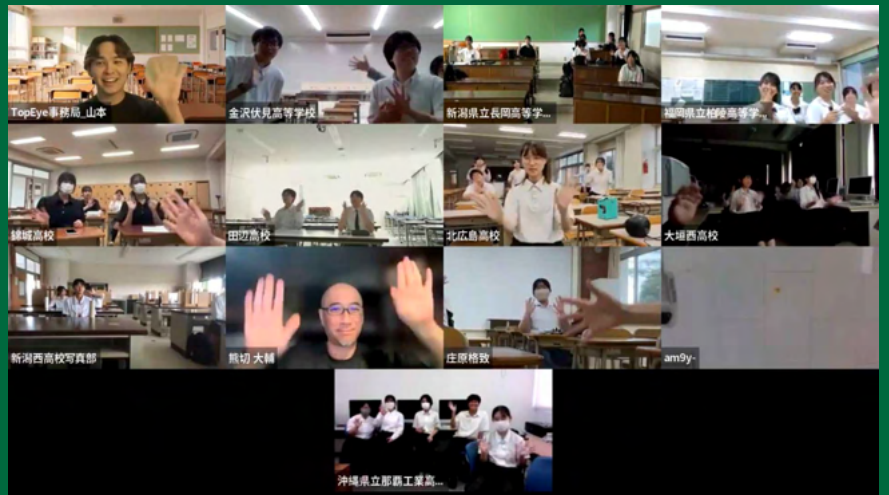 TopEye事務局_山本
金沢伏見高等学校
新潟県立長岡高等学...
福岡県立柏陵高等学...
錦城高校
田辺高校
北広島高校
大垣西高校
新潟西高校写真部
熊切 大輔
庄原格致
am9y-
沖縄県立那覇工業高...